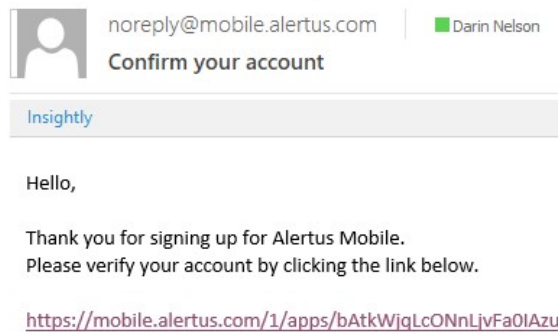 noreply@mobile.alertus.com Darin Nelson
Confirm your account
Insightly
Hello,
Thank you for signing up for Alertus Mobile.
Please verify your account by clicking the link below.
https://mobile.alertus.com/1/apps/bAtkWjqLcONnLjvFa0IAzu